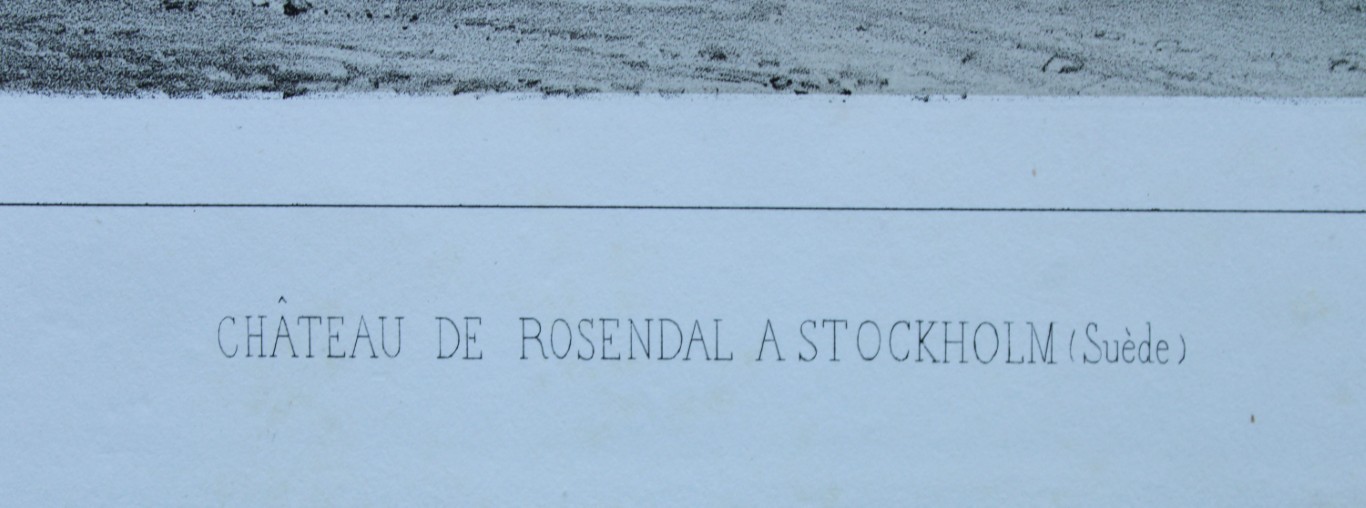 CHÂTEAU DE ROSENDAL A STOCKHOLM (Suède)